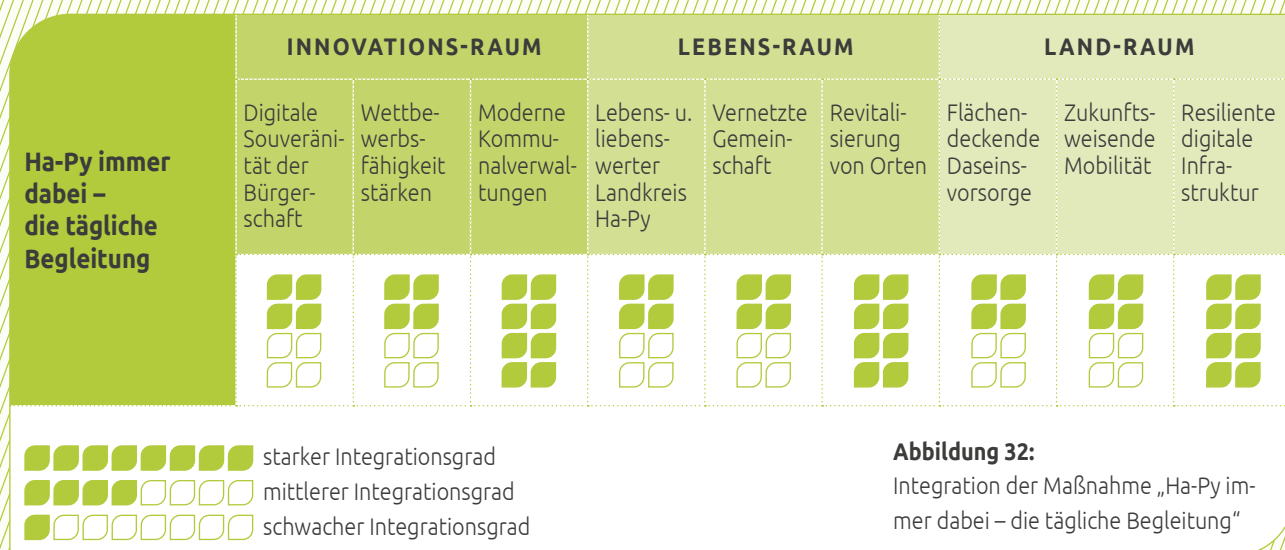 INNOVATIONS-RAUM
LEBENS-RAUM
LAND-RAUM
Ha-Py immer
dabei –
die tägliche
Begleitung
Digitale
Souveräni-
tät der
Bürger-
schaft
Wettbe-
werbs-
fähigkeit
stärken
Moderne
Kommu-
nalverwal-
tungen
Lebens- u.
liebens-
werter
Landkreis
Ha-Py
Vernetzte
Gemein-
schaft
Revitali-
sierung
von Orten
Flächen-
deckende
Daseins-
vorsorge
Zukunfts-
weisende
Mobilität
Resiliente
digitale
Infra-
struktur
starker Integrationsgrad
mittlerer Integrationsgrad
schwacher Integrationsgrad
Abbildung 32:
Integration der Maßnahme „Ha-Py im-
mer dabei – die tägliche Begleitung“